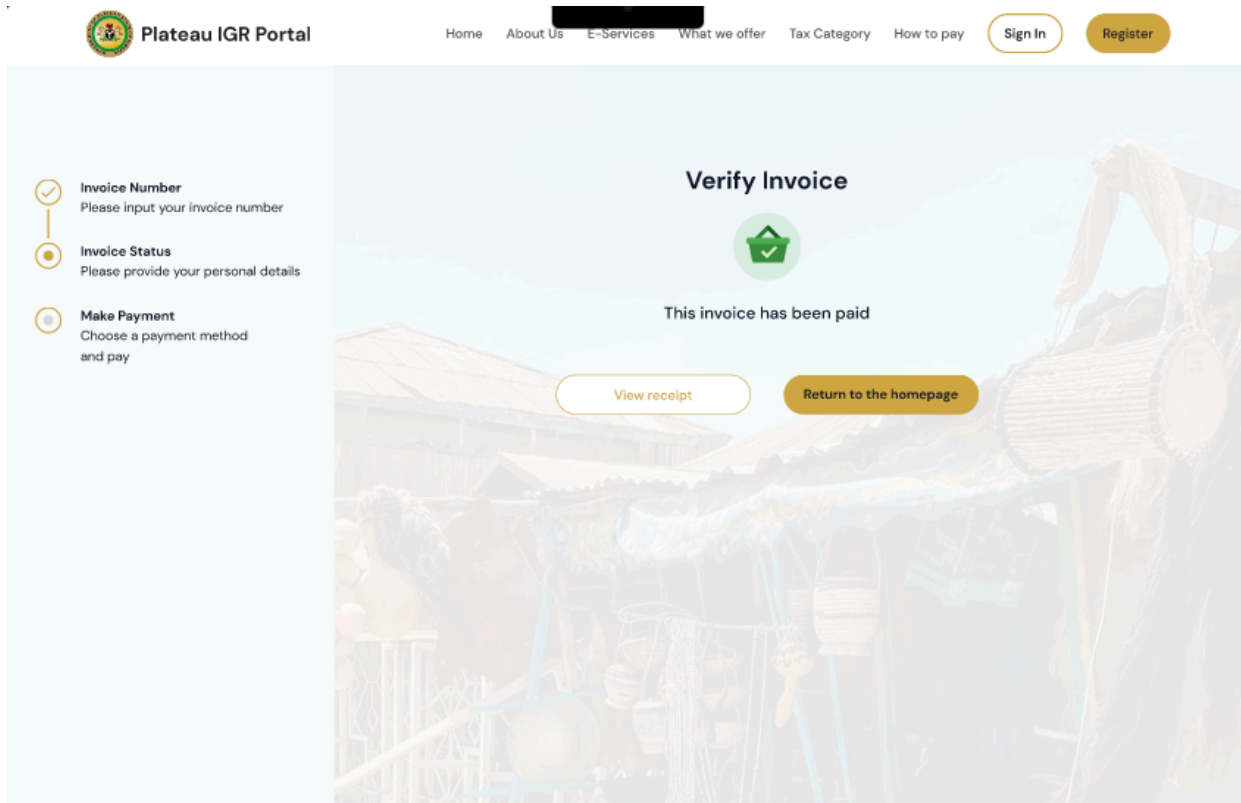 Plateau IGR Portal
Home About Us E-Services What we offer Tax Category How to pay Sign In Register
Invoice Number
Please input your invoice number
Invoice Status
Please provide your personal details
Make Payment
Choose a payment method
and pay
Verify Invoice
This invoice has been paid
View receipt Return to the homepage